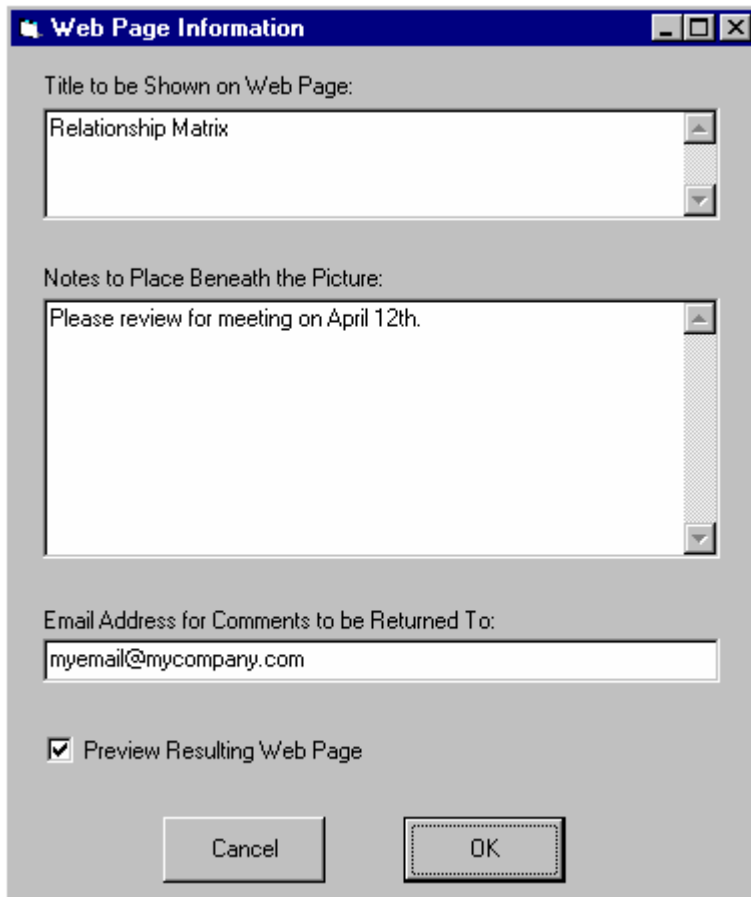 Web Page Information
Title to be Shown on Web Page:
Relationship Matrix
Notes to Place Beneath the Picture:
Please review for meeting on April 12th.
Email Address for Comments to be Returned To:
myemail@mycompany.com
Preview Resulting Web Page
Cancel OK